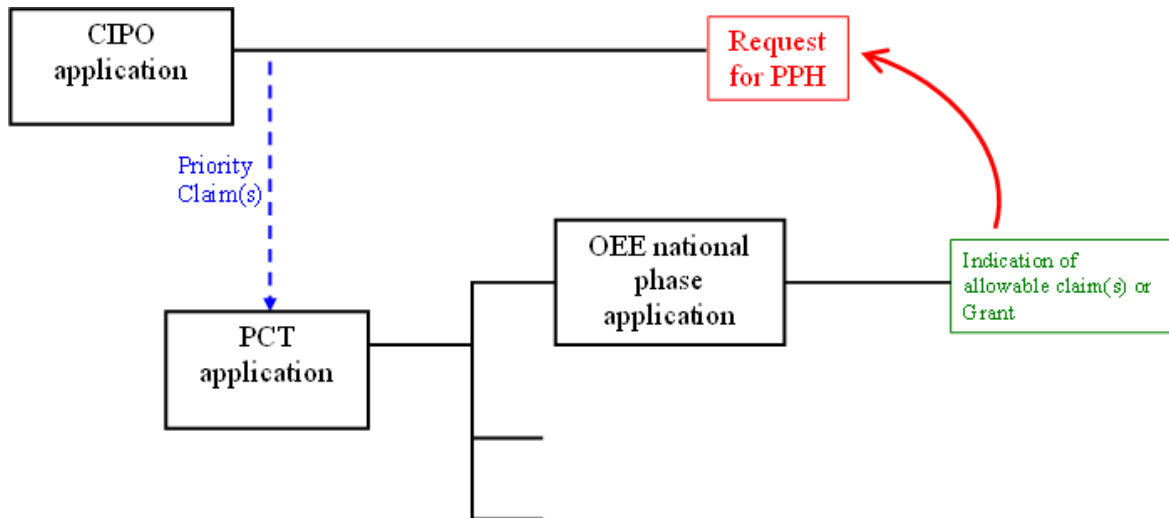 CIPO
application
Request
for PPH
Priority
Claim(s)
OEE national
phase
application
Indication of
allowable claim(s) or
Grant
PCT
application